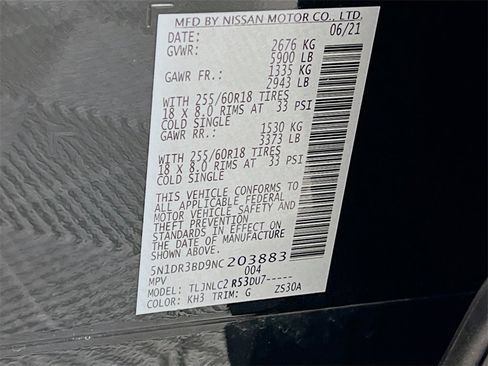 MFD BY NISSAN MOTOR CO., LTD.
DATE: 06/21
GVWR: 2676 KG
5900 LB
GAWR FR.: 1335 KG
2943 LB
WITH 255/60R18 TIRES
18 X 8.0 RIMS AT 33 PSI
COLD SINGLE
GAWR RR.: 1530 KG
3373 LB
WITH 255/60R18 TIRES
18 X 8.0 RIMS AT 33 PSI
COLD SINGLE
THIS VEHICLE CONFORMS TO
ALL APPLICABLE FEDERAL
MOTOR VEHICLE SAFETY AND
THEFT PREVENTION
STANDARDS IN EFFECT ON
THE DATE OF MANUFACTURE
SHOWN ABOVE.
5N1DR3BD9NC203883
MPV 004
MODEL: TLJNLC2 R53DU7-----
COLOR: KH3 TRIM: G ZS30A